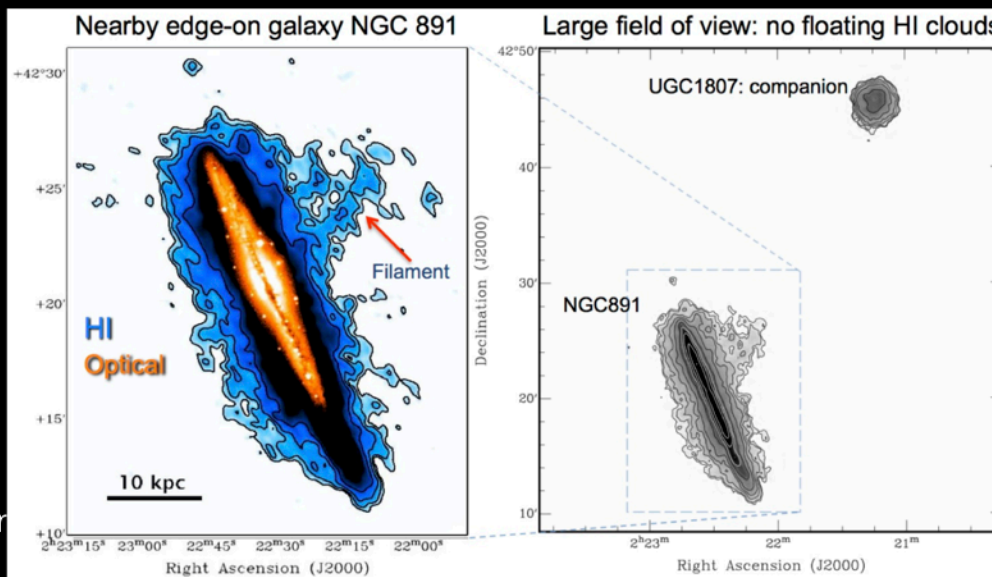 Nearby edge-on galaxy NGC 891
+42°30'
+25'
+20'
+15'
+10'
HI
Optical
Filament
10 kpc
2ʰ23ᵐ15ˢ 23ᵐ00ˢ 22ᵐ45ˢ 22ᵐ30ˢ 22ᵐ15ˢ 22ᵐ00ˢ
Right Ascension (J2000)
Large field of view: no floating HI clouds
42°50'
40'
30'
20'
10'
Declination (J2000)
UGC1807: companion
NGC891
2ʰ23ᵐ 22ᵐ 21ᵐ
Right Ascension (J2000)